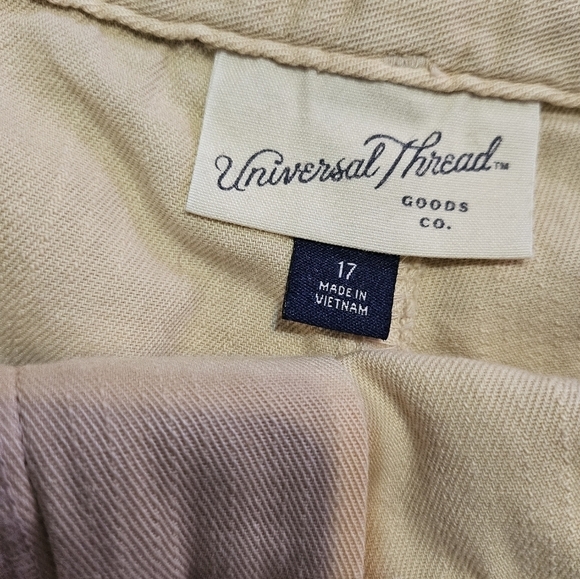 Universal Thread™
GOODS
CO.
17
MADE IN
VIETNAM